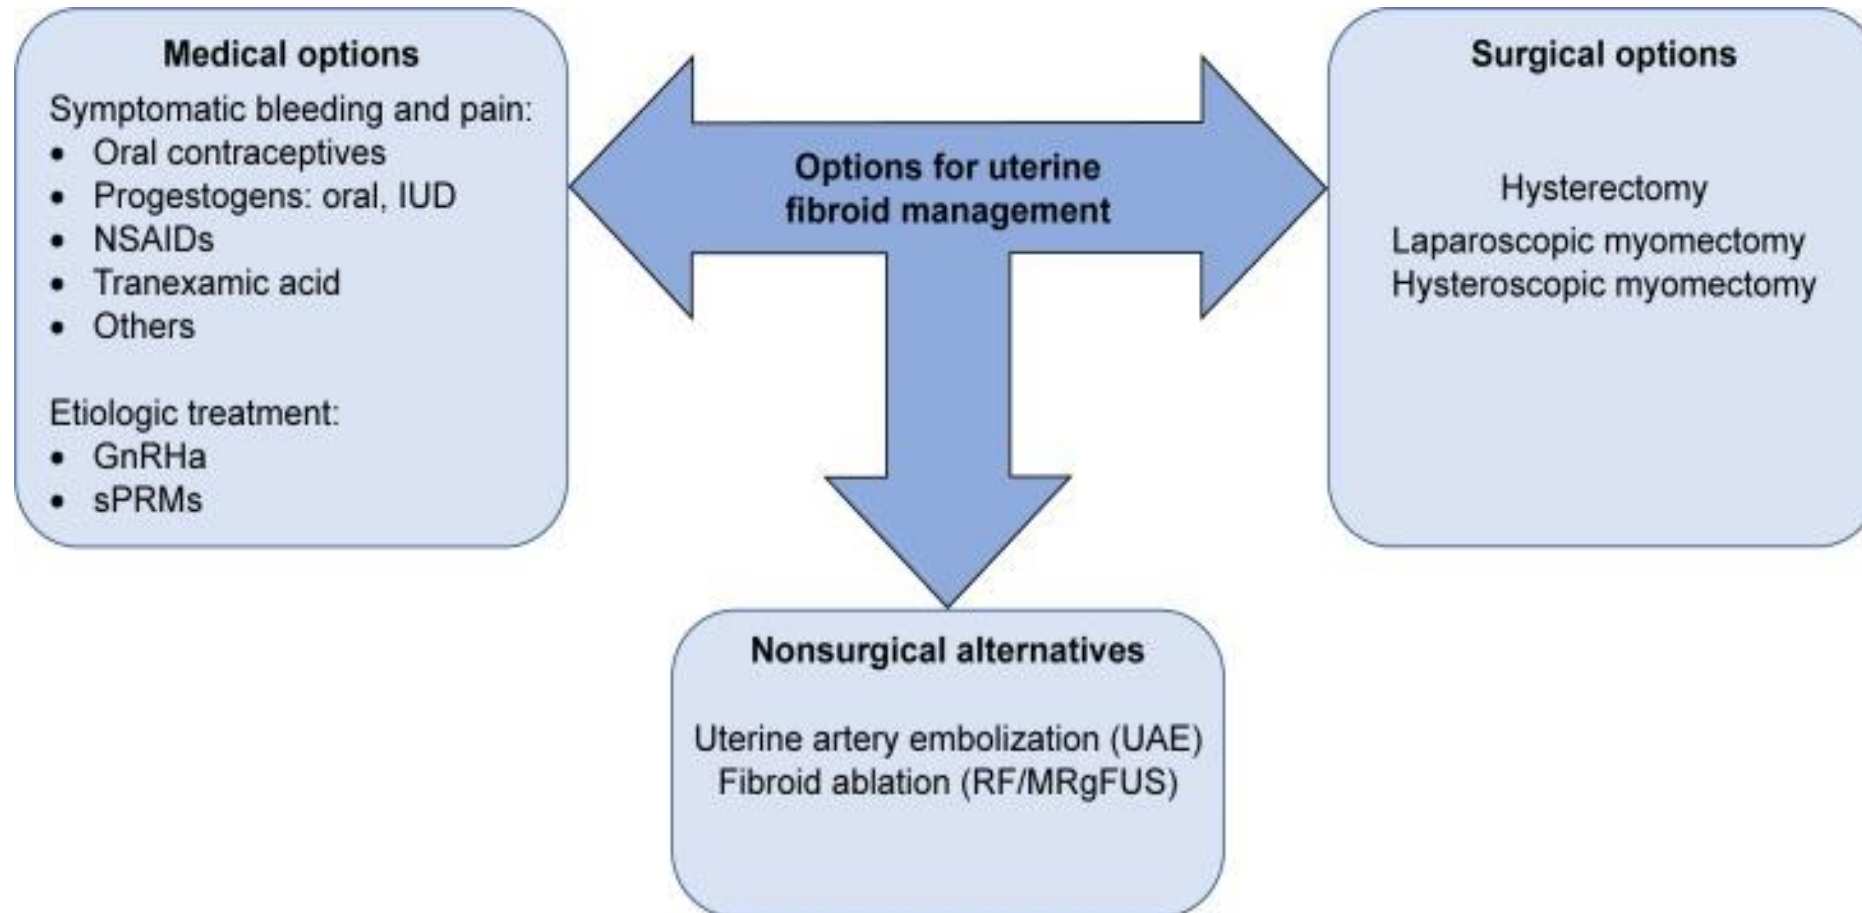 Medical options
Symptomatic bleeding and pain:
• Oral contraceptives
• Progestogens: oral, IUD
• NSAIDs
• Tranexamic acid
• Others
Etiologic treatment:
• GnRHa
• sPRMs
Options for uterine
fibroid management
Surgical options
Hysterectomy
Laparoscopic myomectomy
Hysteroscopic myomectomy
Nonsurgical alternatives
Uterine artery embolization (UAE)
Fibroid ablation (RF/MRgFUS)